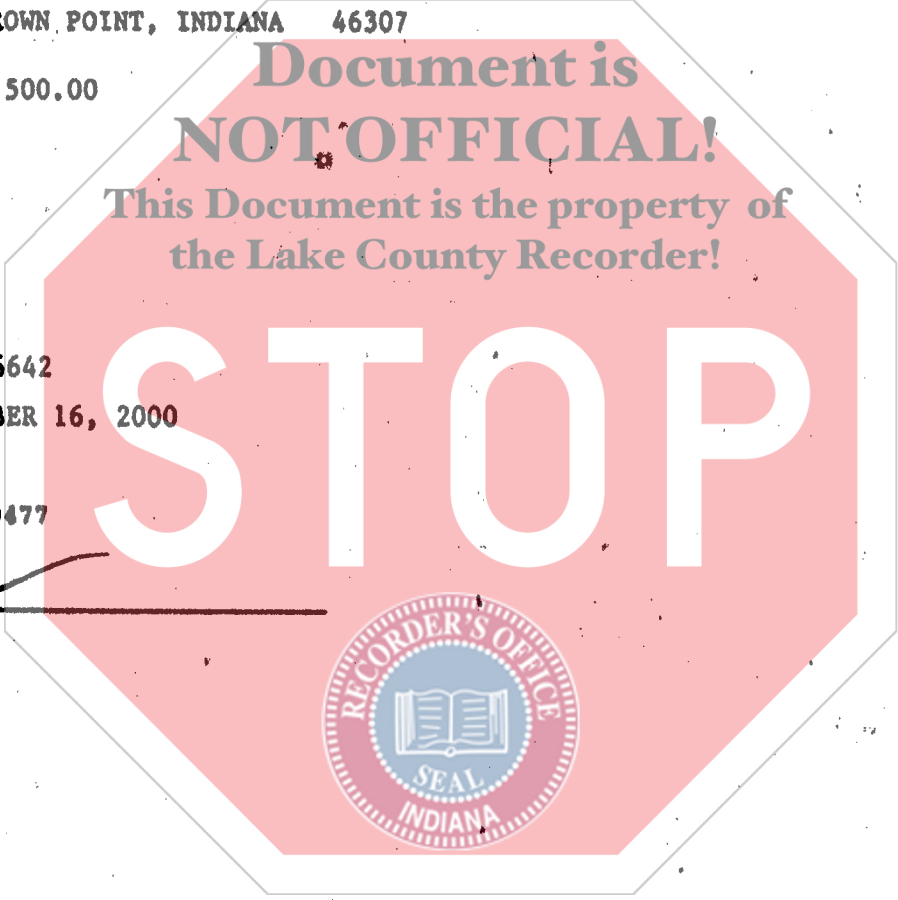 OWN POINT, INDIANA 46307
Document is
500.00
NOT OFFICIAL!
This Document is the property of
the Lake County Recorder!
642
ER 16, 2000
STOP
477
RECORDER'S OFFICE
SEAL
INDIANA